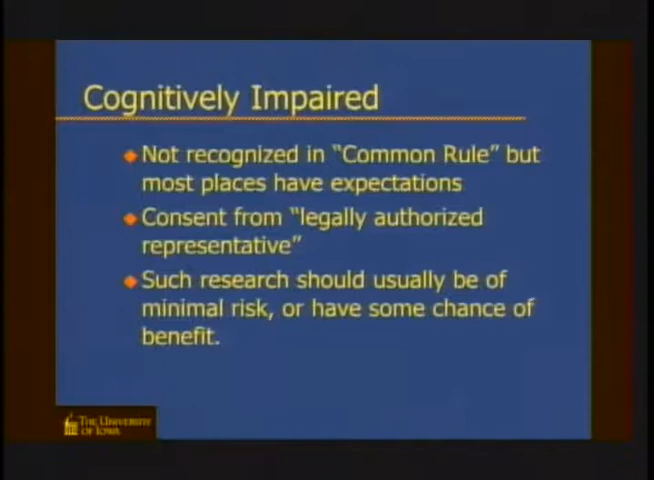 Cognitively Impaired
Not recognized in “Common Rule” but
most places have expectations
Consent from “legally authorized
representative”
Such research should usually be of
minimal risk, or have some chance of
benefit.
THE UNIVERSITY
OF IOWA